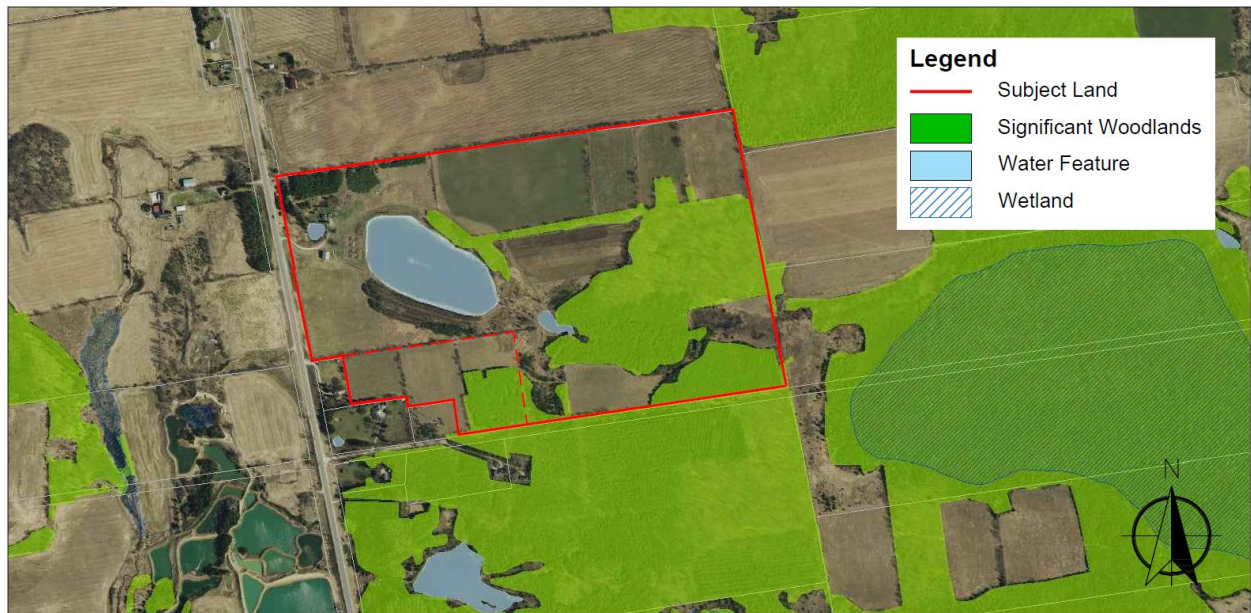 Legend
Subject Land
Significant Woodlands
Water Feature
Wetland
N